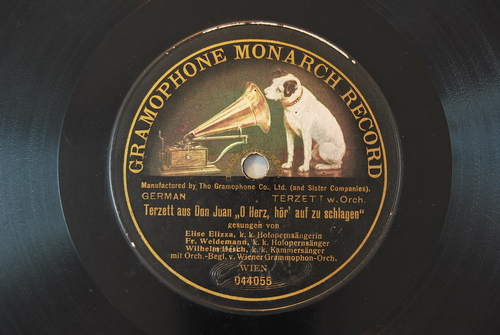 GRAMOPHONE MONARCH RECORD
Manufactured by The Gramophone Co., Ltd. (and Sister Companies).
GERMAN TERZETT w. Orch.
Terzett aus Don Juan „O Herz, hör' auf zu schlagen"
gesungen von
Elise Elizza, k. k. Hofopernsängerin
Fr. Weidemann, k. k. Hofopernsänger
Wilhelm Hesch, k. k. Kammersänger
mit Orch.-Begl. v. Wiener Grammophon-Orch.
WIEN
044055